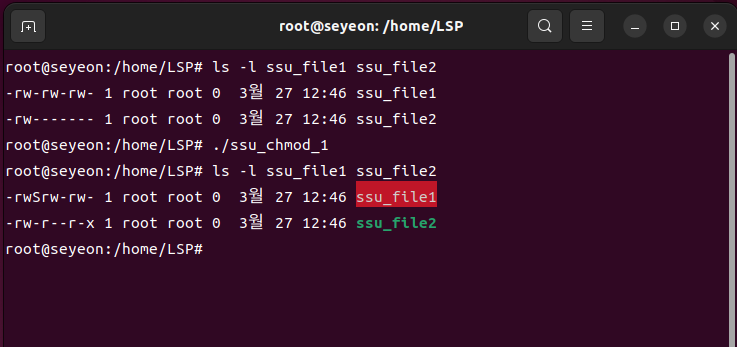 root@seyeon: /home/LSP
root@seyeon:/home/LSP# ls -l ssu_file1 ssu_file2
-rw-rw-rw- 1 root root 0  3월 27 12:46 ssu_file1
-rw------- 1 root root 0  3월 27 12:46 ssu_file2
root@seyeon:/home/LSP# ./ssu_chmod_1
root@seyeon:/home/LSP# ls -l ssu_file1 ssu_file2
-rwSrw-rw- 1 root root 0  3월 27 12:46 ssu_file1
-rw-r--r-x 1 root root 0  3월 27 12:46 ssu_file2
root@seyeon:/home/LSP#